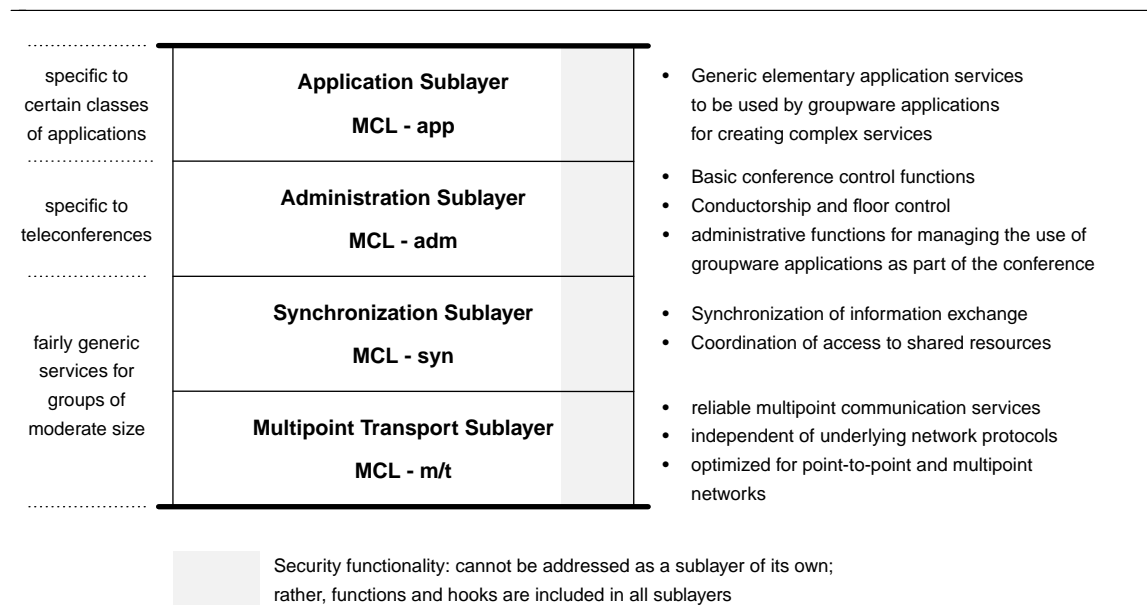 specific to
certain classes
of applications
Application Sublayer
MCL - app
• Generic elementary application services
to be used by groupware applications
for creating complex services
specific to
teleconferences
Administration Sublayer
MCL - adm
• Basic conference control functions
• Conductorship and floor control
• administrative functions for managing the use of
groupware applications as part of the conference
fairly generic
services for
groups of
moderate size
Synchronization Sublayer
MCL - syn
• Synchronization of information exchange
• Coordination of access to shared resources
Multipoint Transport Sublayer
MCL - m/t
• reliable multipoint communication services
• independent of underlying network protocols
• optimized for point-to-point and multipoint
networks
Security functionality: cannot be addressed as a sublayer of its own;
rather, functions and hooks are included in all sublayers